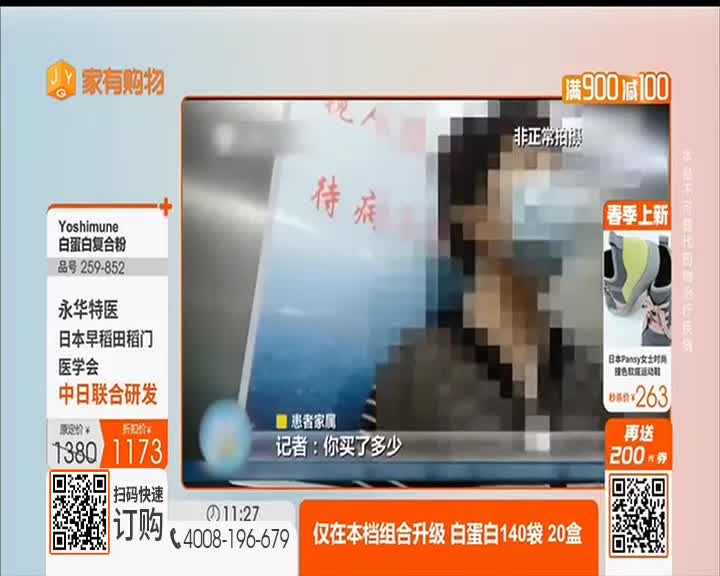 家有购物
满900减100
镜人
待病
非正常拍摄
本品不可替代药物治疗疾病
Yoshimune
白蛋白复合粉
品号 259-852
永华特医
日本早稻田稻门
医学会
中日联合研发
原定价¥
1380
折扣价¥
1173
扫码快速
订购
11:27
4008-196-679
患者家属
记者：你买了多少
仅在本档组合升级 白蛋白140袋 20盒
春季上新
日本Pansy女士时尚
撞色软底运动鞋
秒杀价¥263
再送
200元券